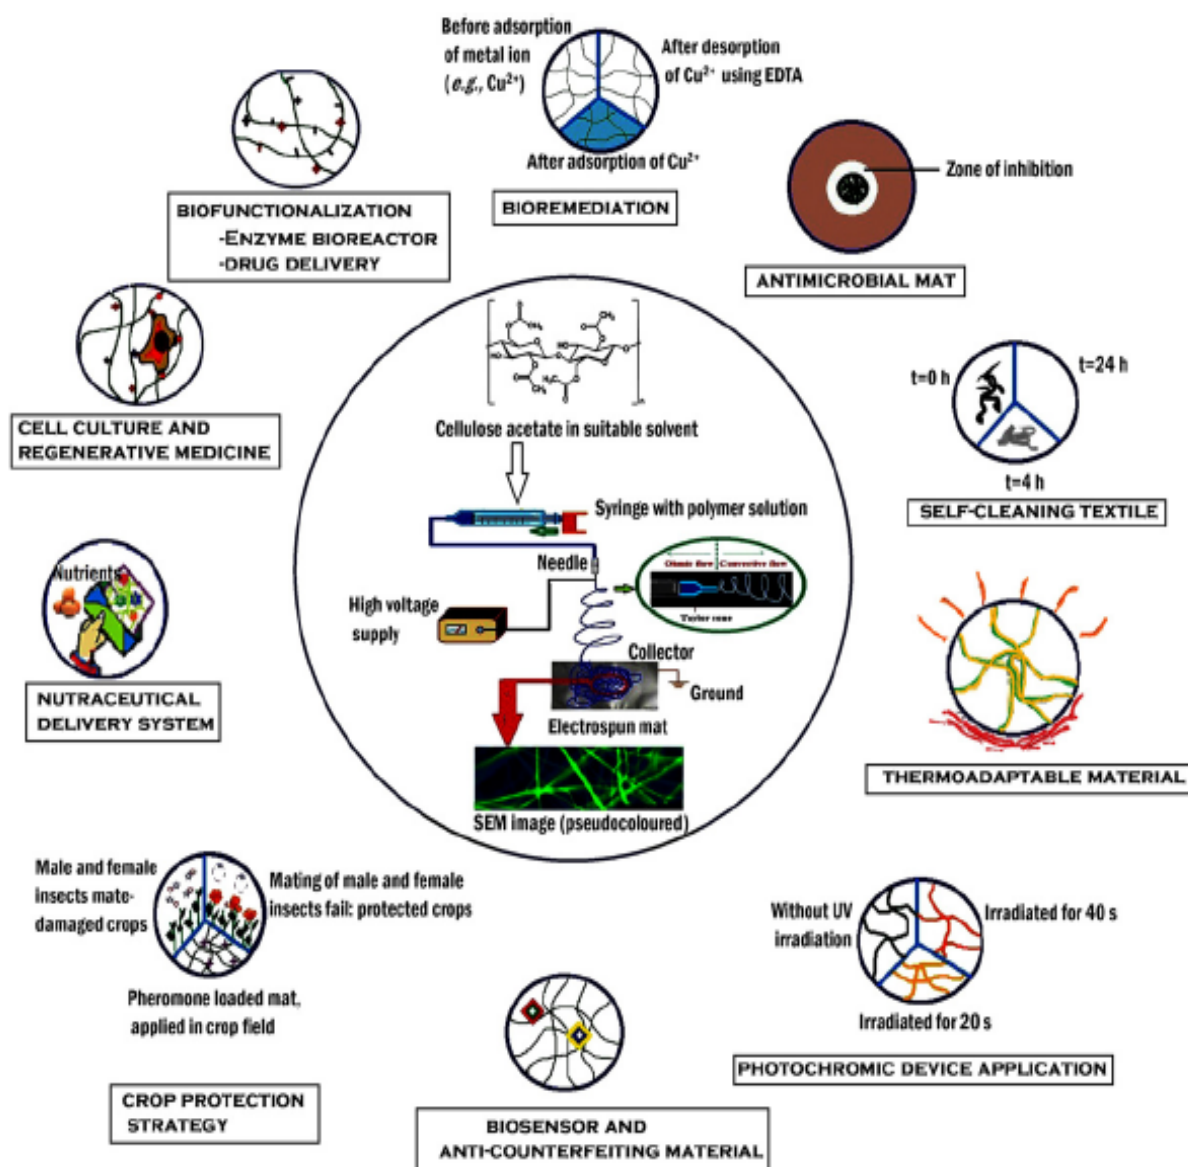 Before adsorption
of metal ion
(e.g., Cu²⁺)
After desorption
of Cu²⁺ using EDTA
After adsorption of Cu²⁺
BIOREMEDIATION
Zone of inhibition
ANTIMICROBIAL MAT
BIOFUNCTIONALIZATION
-ENZYME BIOREACTOR
-DRUG DELIVERY
CELL CULTURE AND
REGENERATIVE MEDICINE
t=0 h
t=24 h
t=4 h
SELF-CLEANING TEXTILE
Cellulose acetate in suitable solvent
Syringe with polymer solution
Needle
Ohmic flow
Convective flow
Taylor cone
High voltage
supply
Collector
Ground
Electrospun mat
SEM image (pseudocoloured)
Nutrients
NUTRACEUTICAL
DELIVERY SYSTEM
THERMOADAPTABLE MATERIAL
Male and female
insects mate-
damaged crops
Mating of male and female
insects fail: protected crops
Pheromone loaded mat,
applied in crop field
CROP PROTECTION
STRATEGY
Without UV
irradiation
Irradiated for 40 s
Irradiated for 20 s
PHOTOCHROMIC DEVICE APPLICATION
BIOSENSOR AND
ANTI-COUNTERFEITING MATERIAL